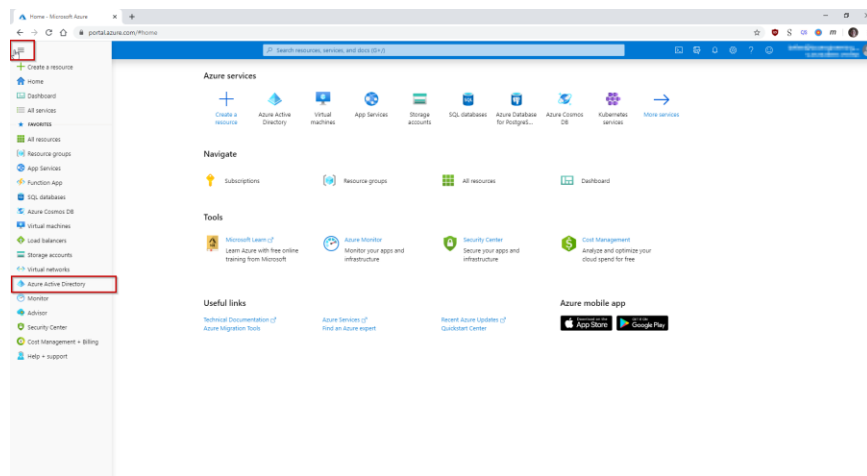 Home - Microsoft Azure
portal.azure.com/#home
Search resources, services, and docs (G+/)
Create a resource
Home
Dashboard
All services
FAVORITES
All resources
Resource groups
App Services
Function App
SQL databases
Azure Cosmos DB
Virtual machines
Load balancers
Storage accounts
Virtual networks
Azure Active Directory
Monitor
Advisor
Security Center
Cost Management + Billing
Help + support
Azure services
Create a resource
Azure Active Directory
Virtual machines
App Services
Storage accounts
SQL databases
Azure Database for PostgreS...
Azure Cosmos DB
Kubernetes services
More services
Navigate
Subscriptions
Resource groups
All resources
Dashboard
Tools
Microsoft Learn
Learn Azure with free online
training from Microsoft
Azure Monitor
Monitor your apps and
infrastructure
Security Center
Secure your apps and
infrastructure
Cost Management
Analyze and optimize your
cloud spend for free
Useful links
Technical Documentation
Azure Services
Recent Azure Updates
Azure Migration Tools
Find an Azure expert
Quickstart Center
Azure mobile app
Download on the
App Store
GET IT ON
Google Play